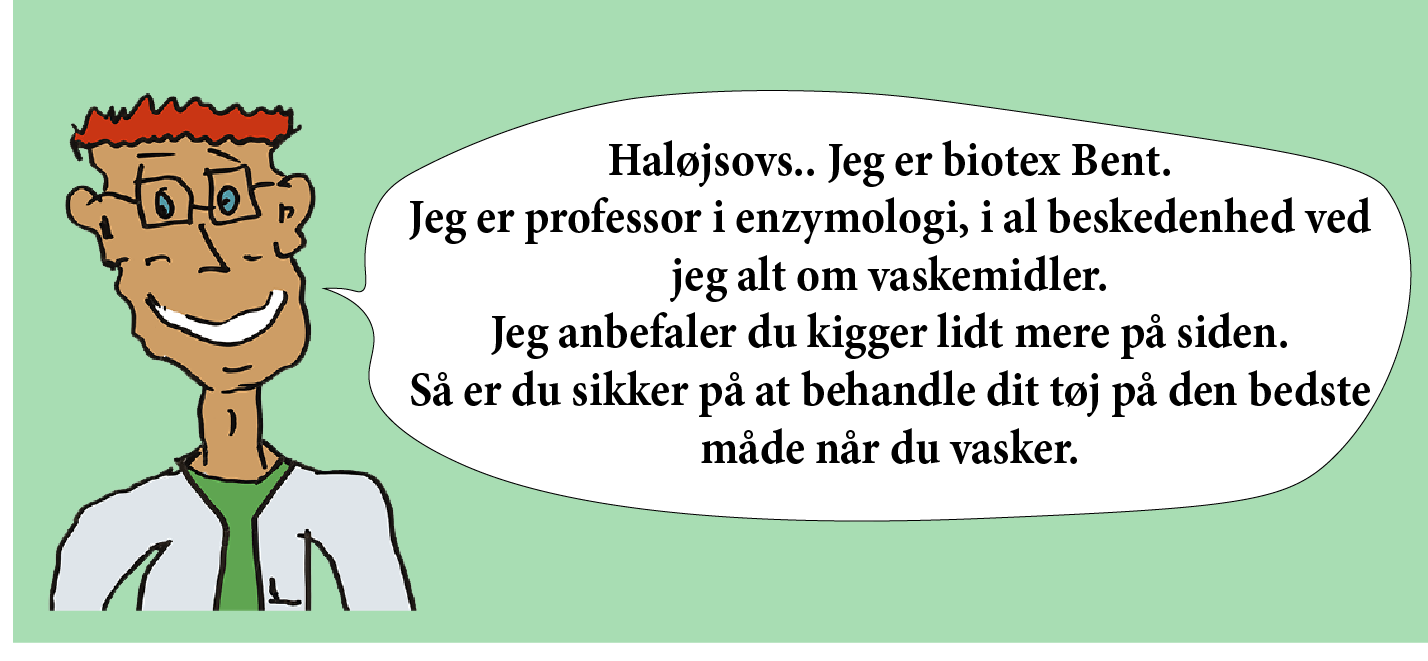 Haløjsovs.. Jeg er biotex Bent.
Jeg er professor i enzymologi, i al beskedenhed ved
jeg alt om vaskemidler.
Jeg anbefaler du kigger lidt mere på siden.
Så er du sikker på at behandle dit tøj på den bedste
måde når du vasker.